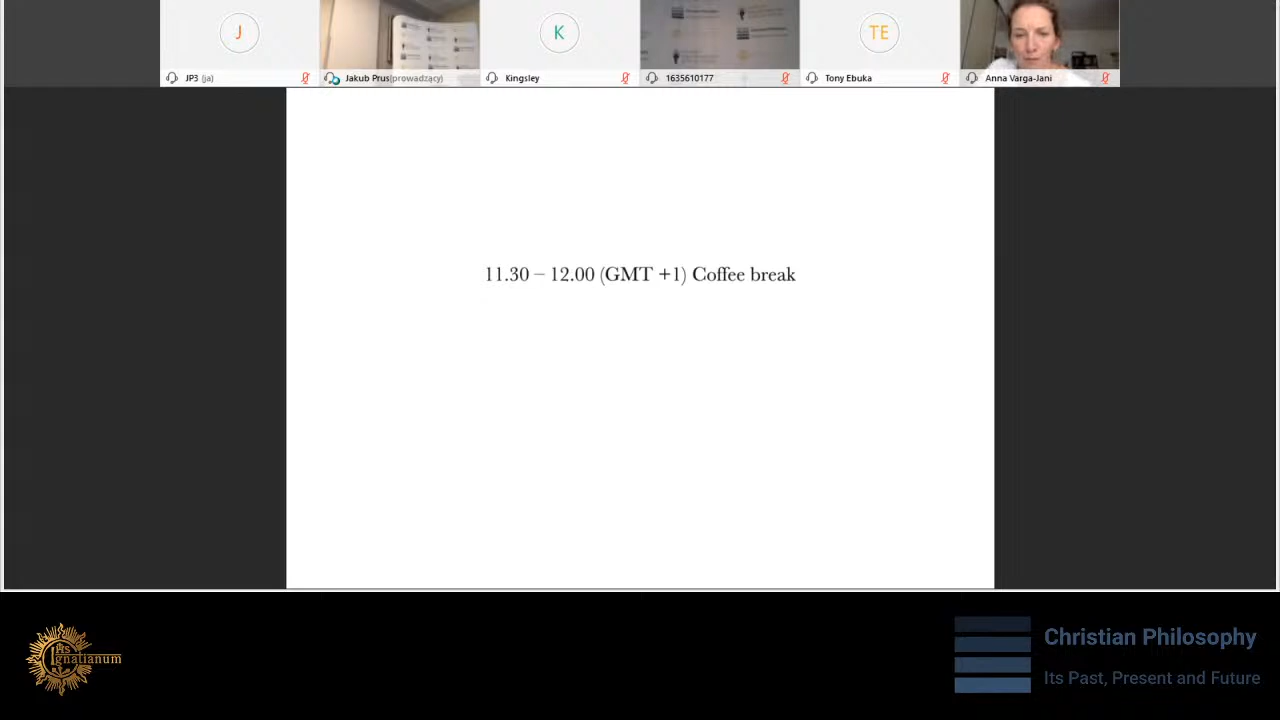 J
K
TE
JP3 (ja)
Jakub Prus(prowadzący)
Kingsley
1635610177
Tony Ebuka
Anna Varga-Jani
11.30 – 12.00 (GMT +1) Coffee break
Ignatianum
Christian Philosophy
Its Past, Present and Future